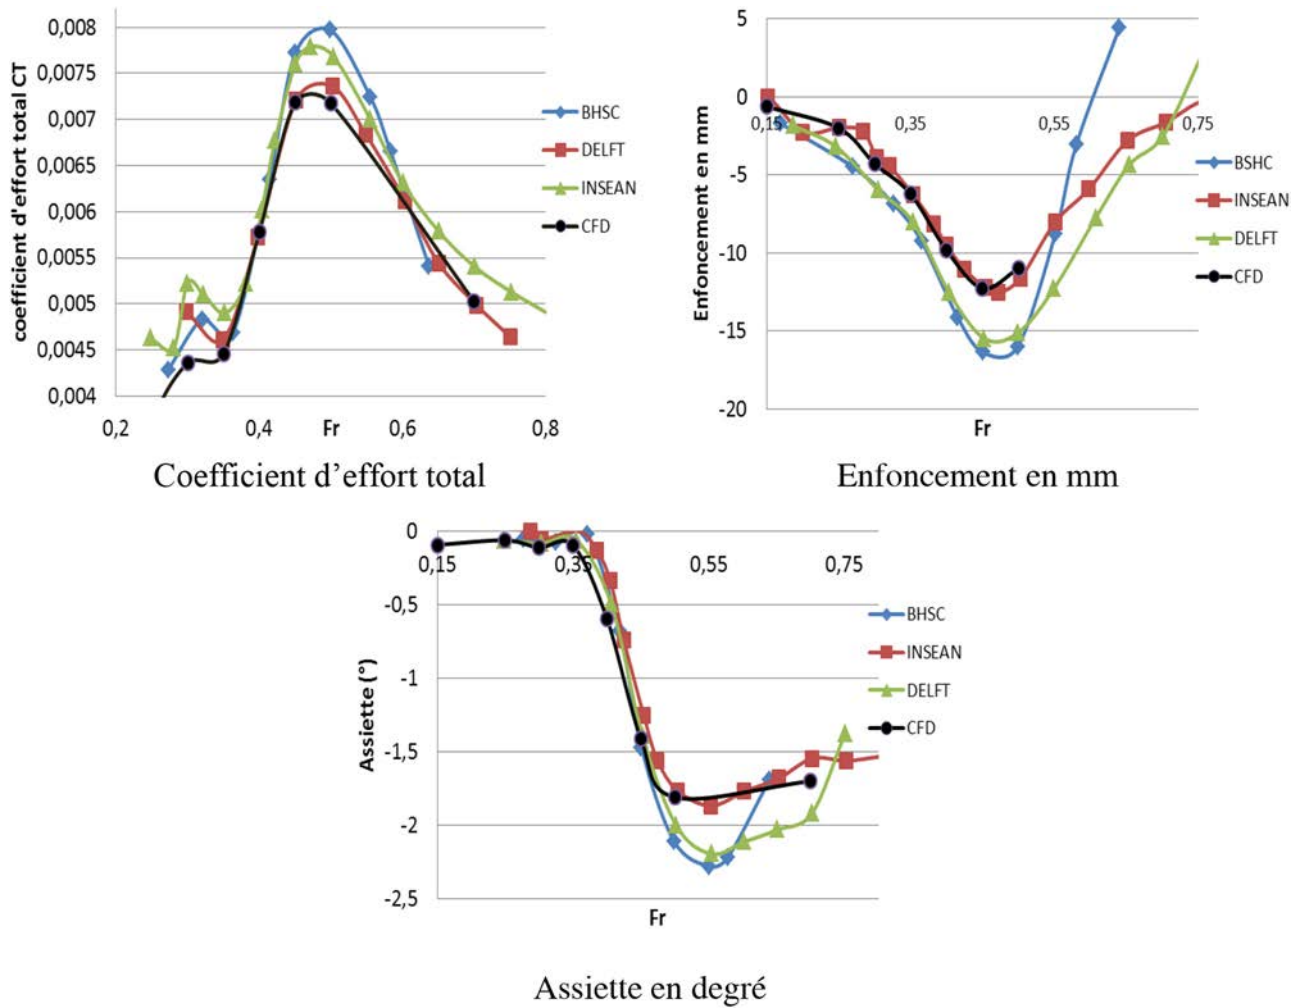 coefficient d'effort total CT
0,008
0,0075
0,007
0,0065
0,006
0,0055
0,005
0,0045
0,004
0,2
0,4
Fr
0,6
0,8
BHSC
DELFT
INSEAN
CFD
Coefficient d'effort total
Enfoncement en mm
5
0
-5
-10
-15
-20
0,15
0,35
0,55
0,75
Fr
BSHC
INSEAN
DELFT
CFD
Enfoncement en mm
Assiette (°)
0
-0,5
-1
-1,5
-2
-2,5
0,15
0,35
0,55
0,75
Fr
BHSC
INSEAN
DELFT
CFD
Assiette en degré